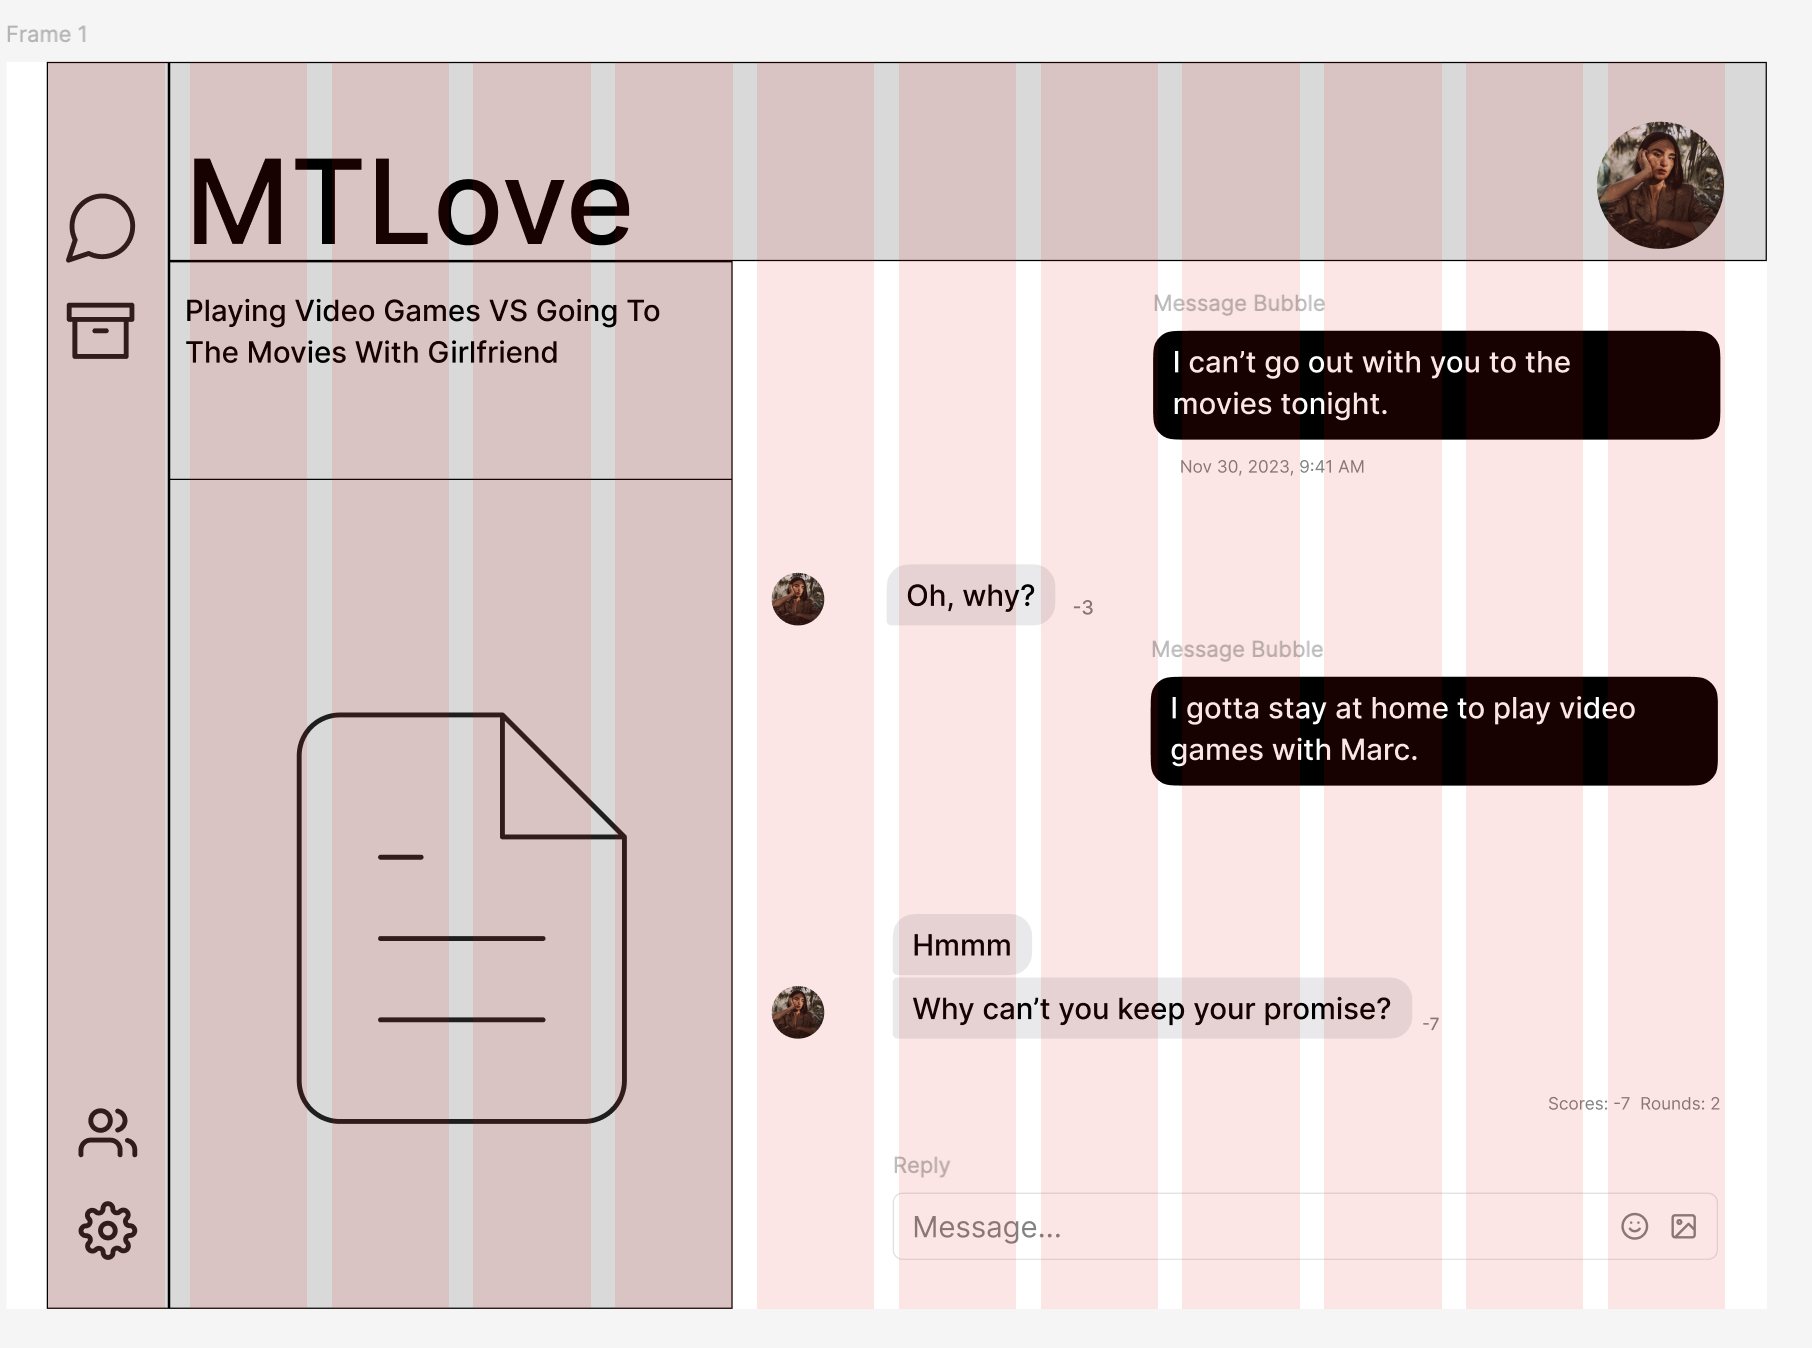 Frame 1
MTLove
Playing Video Games VS Going To
The Movies With Girlfriend
Message Bubble
I can’t go out with you to the
movies tonight.
Nov 30, 2023, 9:41 AM
Oh, why?
-3
Message Bubble
I gotta stay at home to play video
games with Marc.
Hmmm
Why can’t you keep your promise?
-7
Scores: -7 Rounds: 2
Reply
Message...